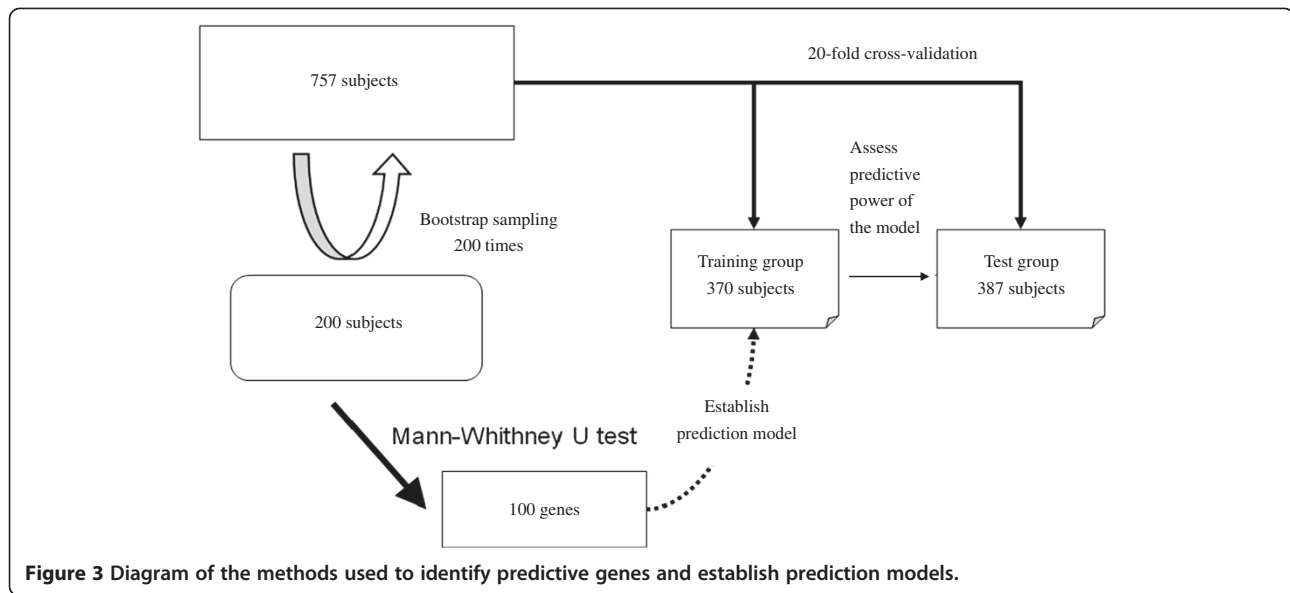 757 subjects
20-fold cross-validation
Bootstrap sampling
200 times
Assess
predictive
power of
the model
Training group
370 subjects
Test group
387 subjects
200 subjects
Mann-Whithney U test
Establish
prediction model
100 genes
Figure 3 Diagram of the methods used to identify predictive genes and establish prediction models.